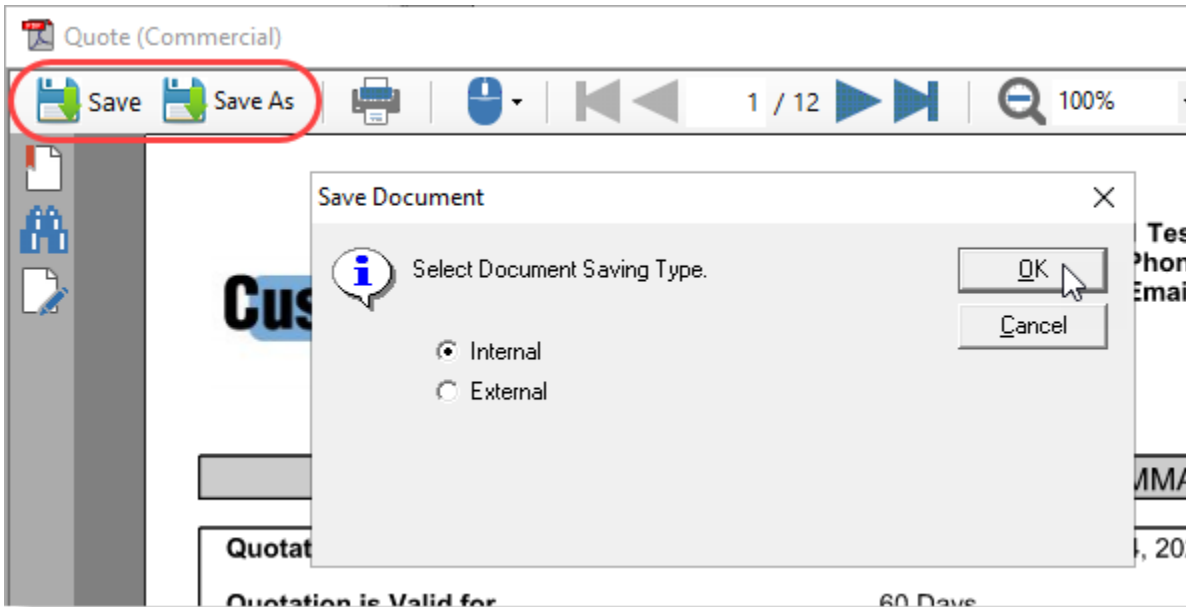 Quote (Commercial)
Save Save As 1 / 12 100%
Save Document
Select Document Saving Type.
OK
Cancel
Internal
External
60 Days
Quotation is Valid for